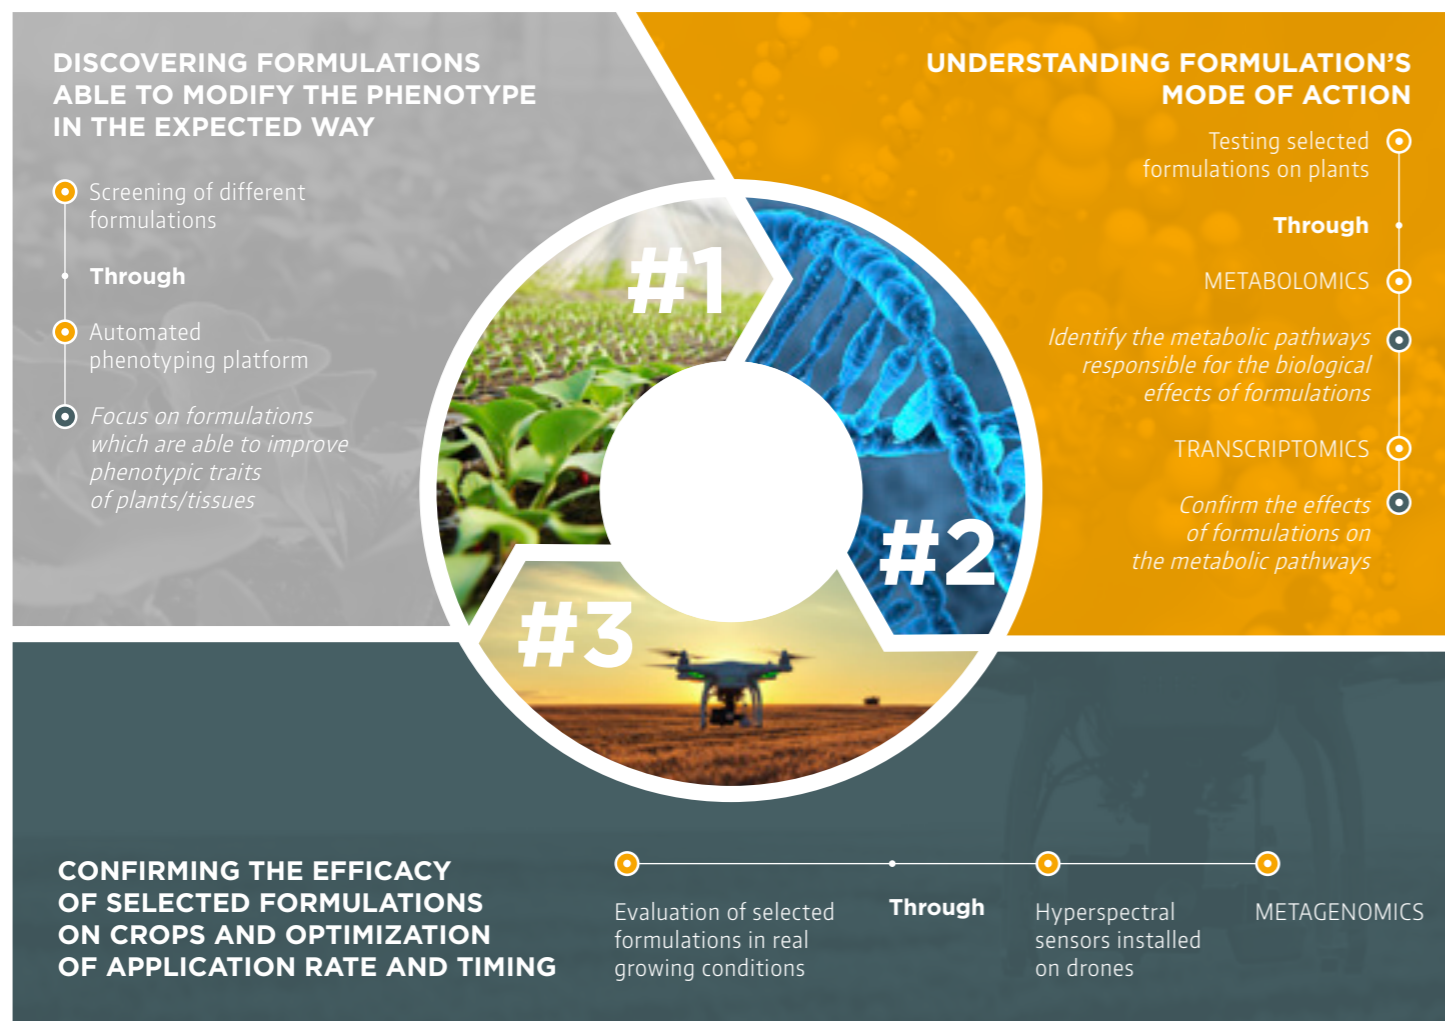 DISCOVERING FORMULATIONS
ABLE TO MODIFY THE PHENOTYPE
IN THE EXPECTED WAY
Screening of different
formulations
Through
Automated
phenotyping platform
Focus on formulations
which are able to improve
phenotypic traits
of plants/tissues
#1
UNDERSTANDING FORMULATION’S
MODE OF ACTION
Testing selected
formulations on plants
Through
METABOLOMICS
Identify the metabolic pathways
responsible for the biological
effects of formulations
TRANSCRIPTOMICS
Confirm the effects
of formulations on
the metabolic pathways
#2
#3
CONFIRMING THE EFFICACY
OF SELECTED FORMULATIONS
ON CROPS AND OPTIMIZATION
OF APPLICATION RATE AND TIMING
Evaluation of selected
formulations in real
growing conditions
Through
Hyperspectral
sensors installed
on drones
METAGENOMICS